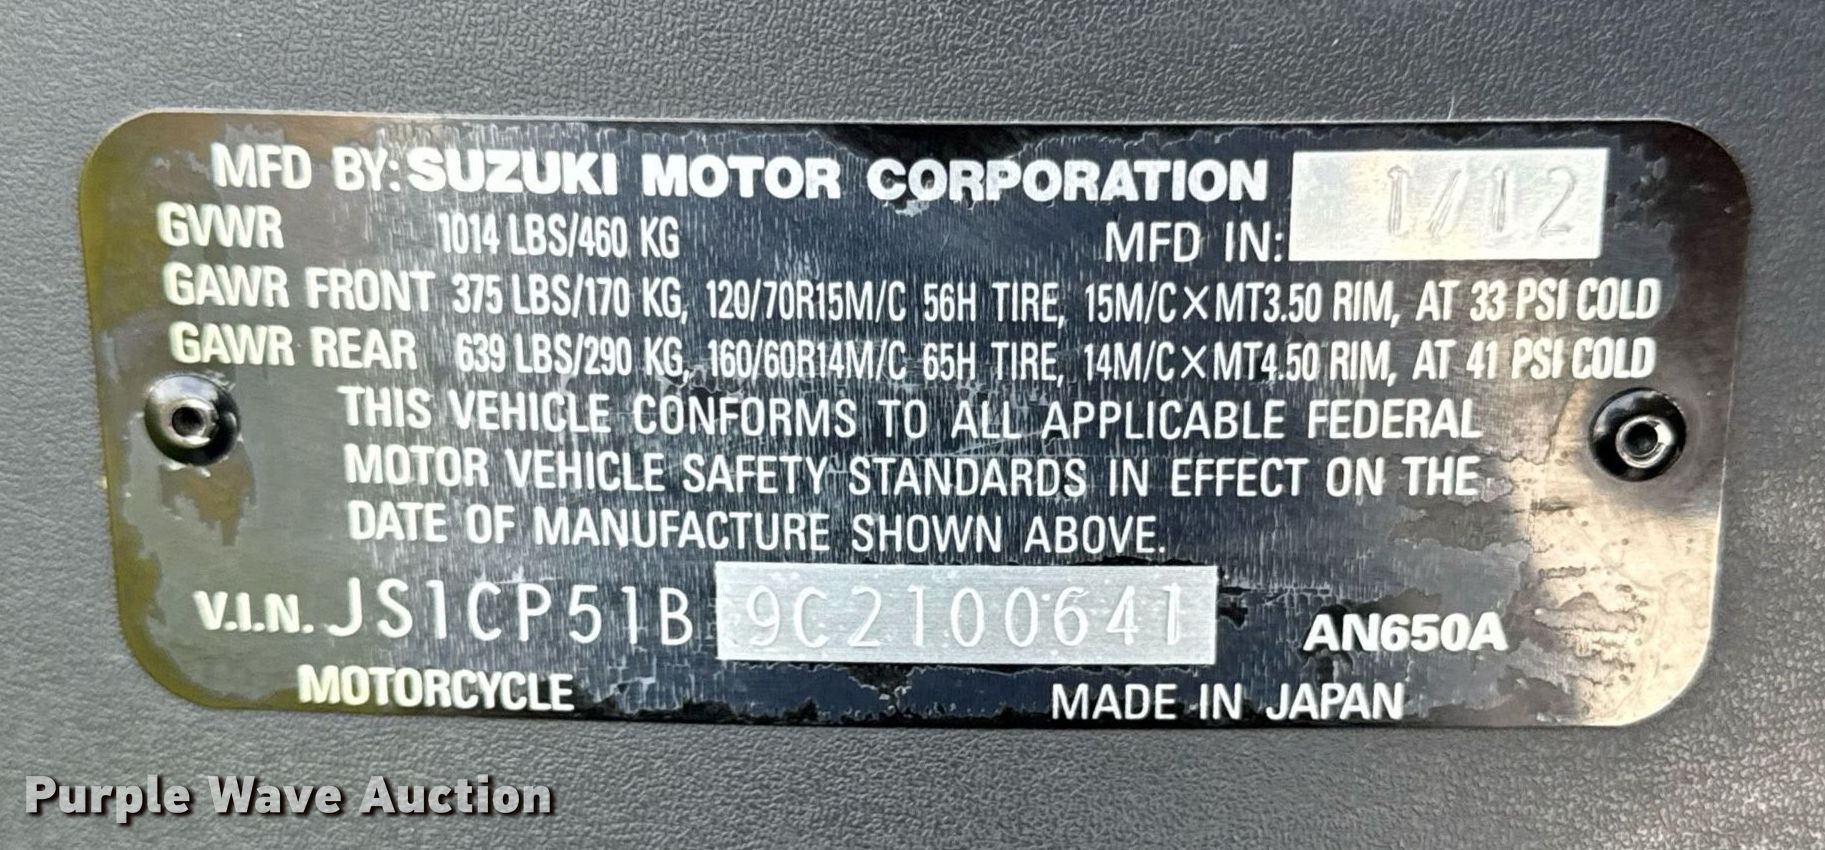 MFD BY: SUZUKI MOTOR CORPORATION
GVWR 1014 LBS/460 KG MFD IN: 1/12
GAWR FRONT 375 LBS/170 KG, 120/70R15M/C 56H TIRE, 15M/C×MT3.50 RIM, AT 33 PSI COLD
GAWR REAR 639 LBS/290 KG, 160/60R14M/C 65H TIRE, 14M/C×MT4.50 RIM, AT 41 PSI COLD
THIS VEHICLE CONFORMS TO ALL APPLICABLE FEDERAL
MOTOR VEHICLE SAFETY STANDARDS IN EFFECT ON THE
DATE OF MANUFACTURE SHOWN ABOVE.
V.I.N. JS1CP51B9C2100641 AN650A
MOTORCYCLE MADE IN JAPAN
Purple Wave Auction